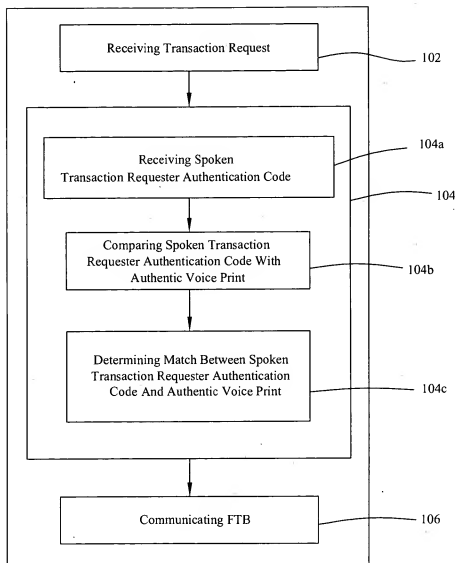 Receiving Transaction Request
102
Receiving Spoken
Transaction Requester Authentication Code
104a
104
Comparing Spoken Transaction
Requester Authentication Code With
Authentic Voice Print
104b
Determining Match Between Spoken
Transaction Requester Authentication
Code And Authentic Voice Print
104c
Communicating FTB
106